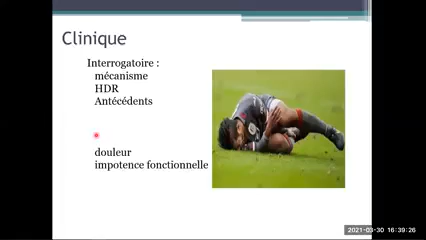 Clinique
Interrogatoire :
mécanisme
HDR
Antécédents
douleur
impotence fonctionnelle
2021-03-30 16:39:26